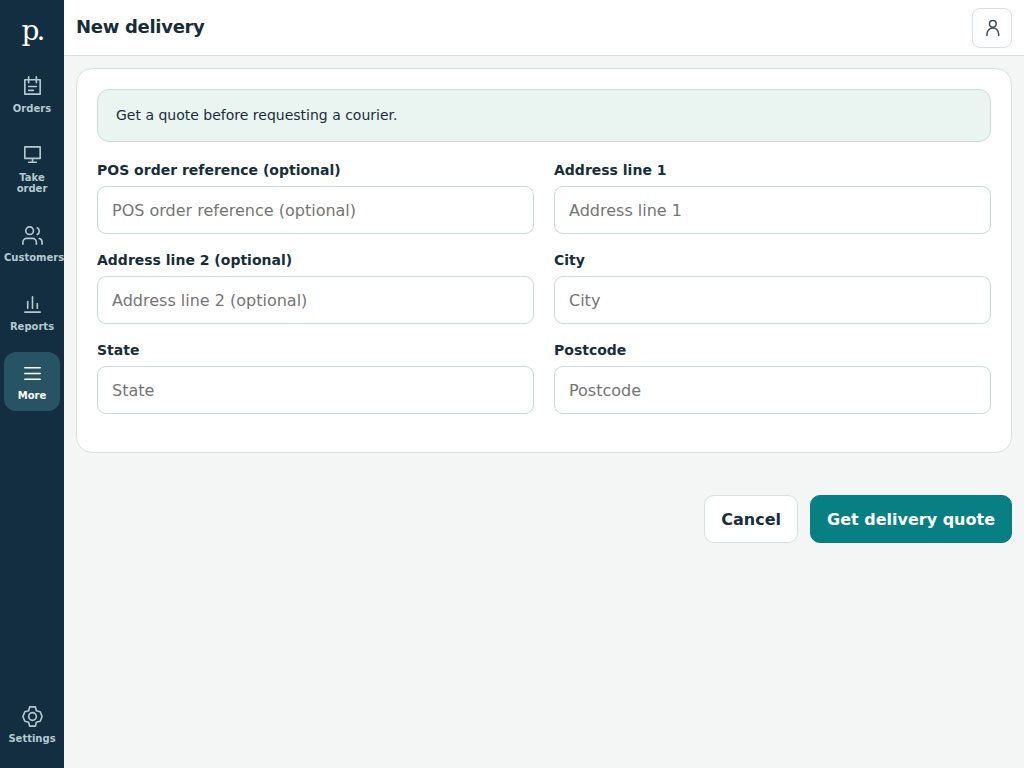 p.
New delivery
Orders
Take
order
Customers
Reports
More
Settings
Get a quote before requesting a courier.
POS order reference (optional)
POS order reference (optional)
Address line 1
Address line 1
Address line 2 (optional)
Address line 2 (optional)
City
City
State
State
Postcode
Postcode
Cancel
Get delivery quote